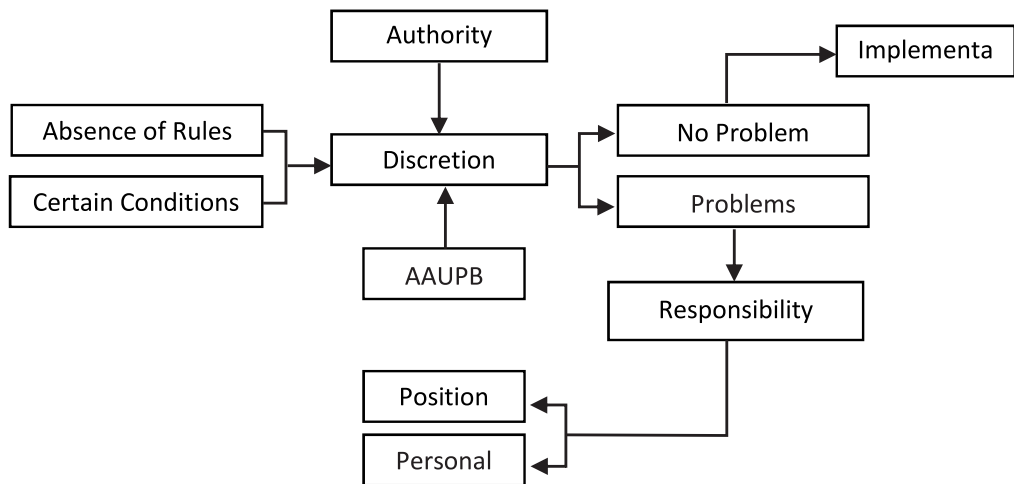 Authority
Implementa
Absence of Rules
No Problem
Discretion
Certain Conditions
Problems
AAUPB
Responsibility
Position
Personal